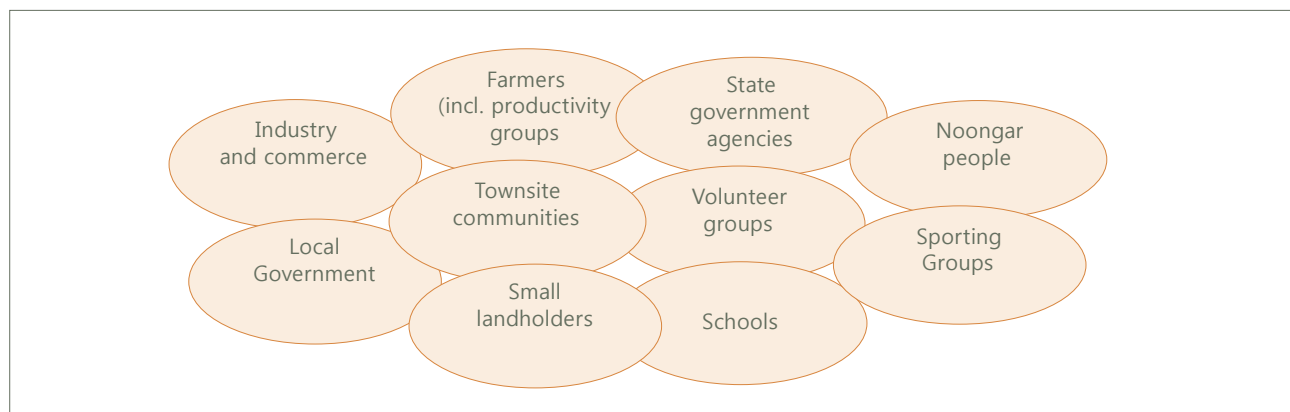 Farmers
(incl. productivity
groups
State
government
agencies
Industry
and commerce
Noongar
people
Townsite
communities
Volunteer
groups
Local
Government
Sporting
Groups
Small
landholders
Schools